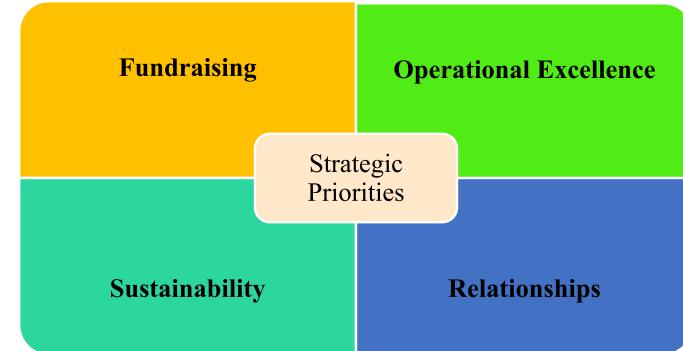 Fundraising
Operational Excellence
Strategic
Priorities
Sustainability
Relationships